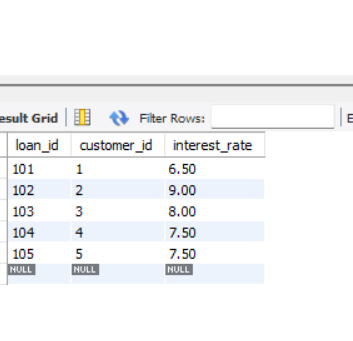 esult Grid Filter Rows: E
loan_id customer_id interest_rate
101 1 6.50
102 2 9.00
103 3 8.00
104 4 7.50
105 5 7.50
NULL NULL NULL